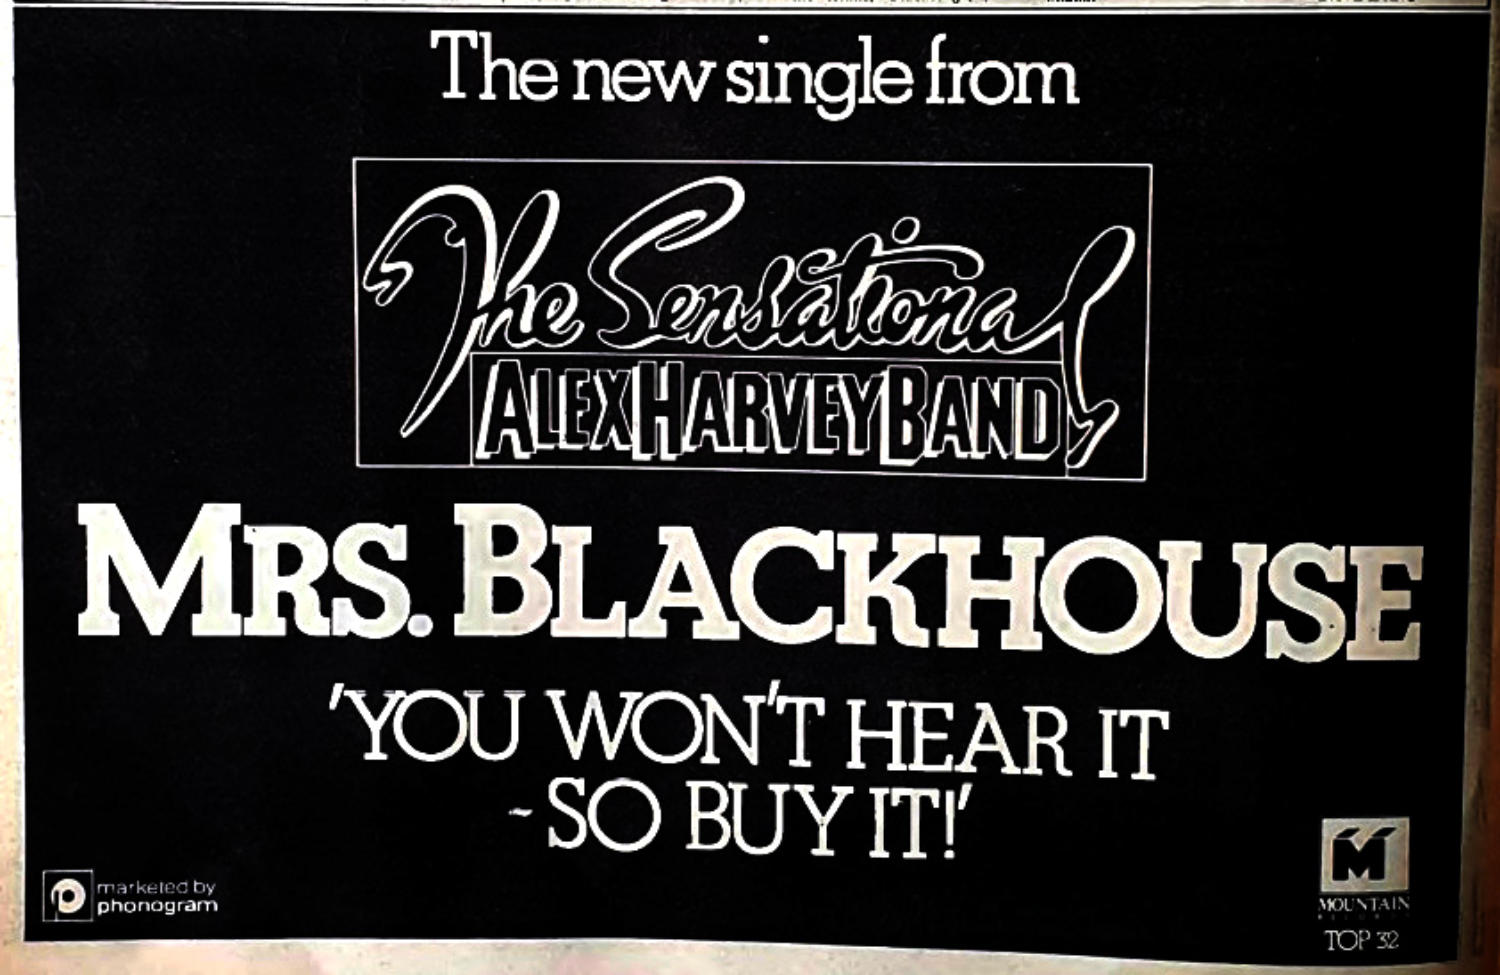 The new single from
The Sensational
ALEX HARVEY BAND
MRS. BLACKHOUSE
'YOU WON'T HEAR IT
- SO BUY IT!'
marketed by
phonogram
MOUNTAIN
RECORDS
TOP 32